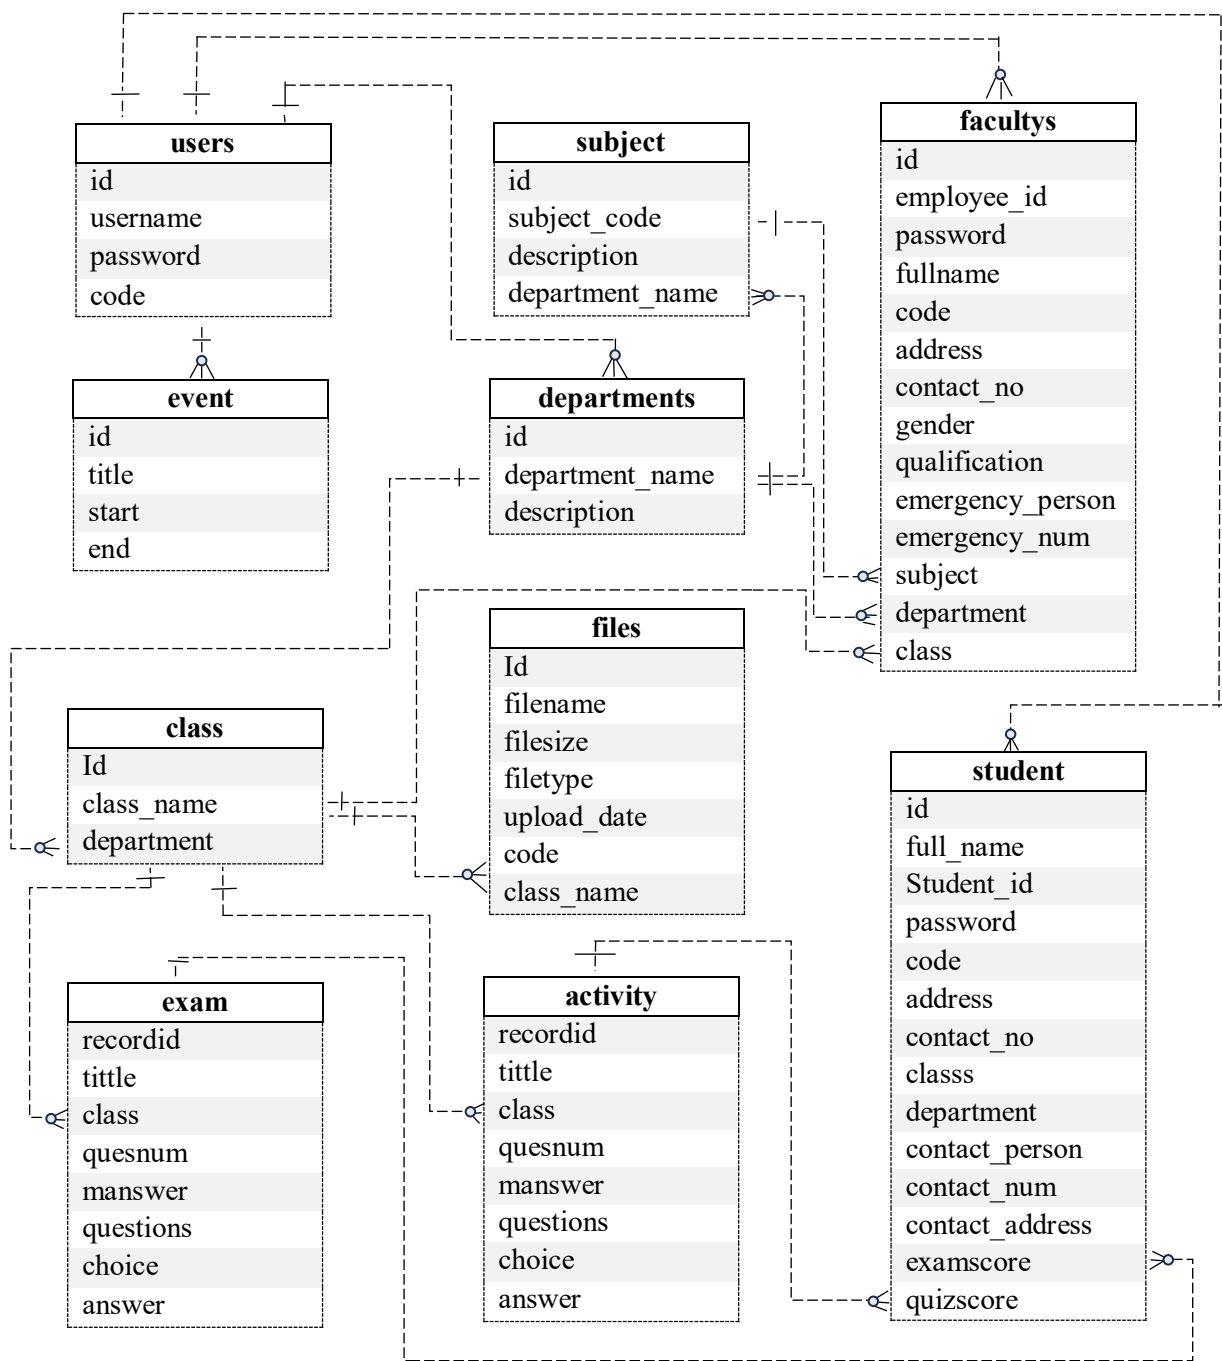 users
id
username
password
code
subject
id
subject_code
description
department_name
facultys
id
employee_id
password
fullname
code
address
contact_no
gender
qualification
emergency_person
emergency_num
subject
department
class
event
id
title
start
end
departments
id
department_name
description
files
Id
filename
filesize
filetype
upload_date
code
class_name
class
Id
class_name
department
student
id
full_name
Student_id
password
code
address
contact_no
classs
department
contact_person
contact_num
contact_address
examscore
quizscore
exam
recordid
tittle
class
quesnum
manswer
questions
choice
answer
activity
recordid
tittle
class
quesnum
manswer
questions
choice
answer